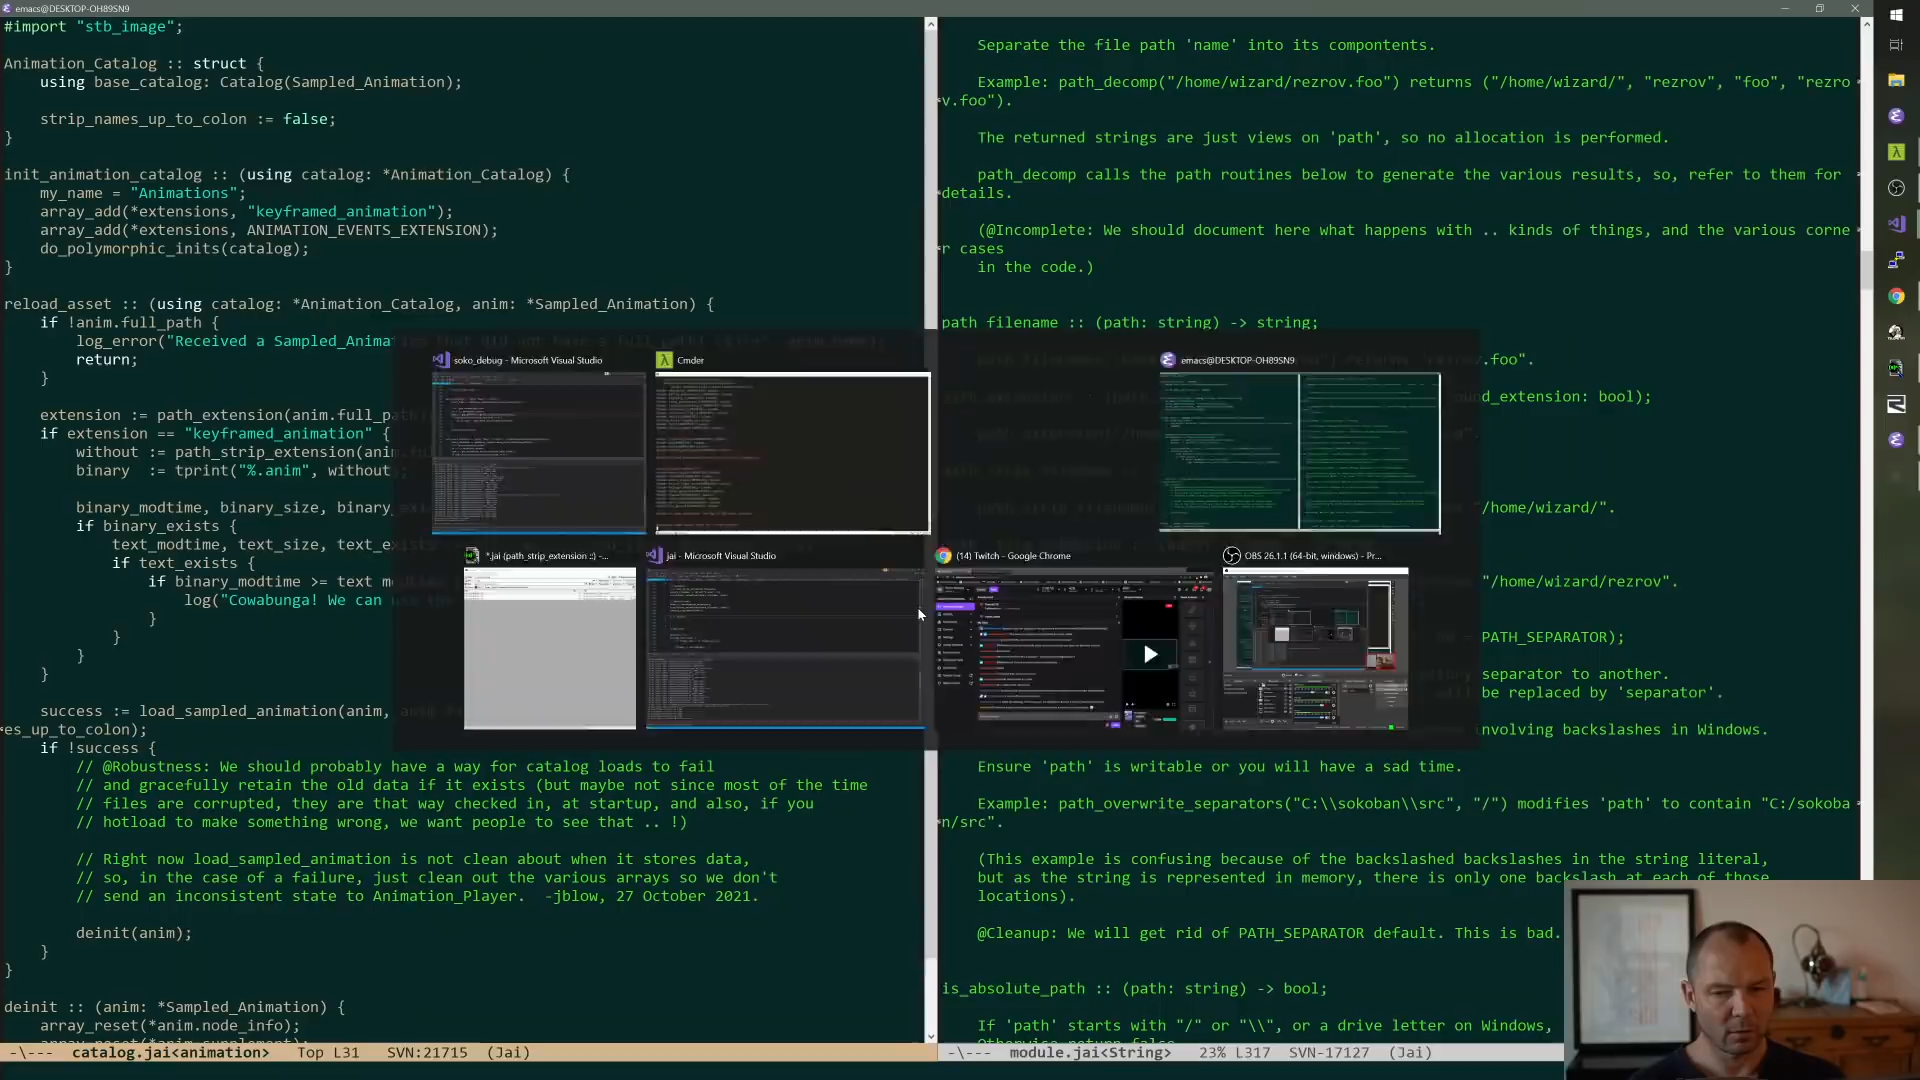 emacs@DESKTOP-OH89SN9
#import "stb_image";
Animation_Catalog :: struct {
using base_catalog: Catalog(Sampled_Animation);
strip_names_up_to_colon := false;
}
init_animation_catalog :: (using catalog: *Animation_Catalog) {
my_name = "Animations";
array_add(*extensions, "keyframed_animation");
array_add(*extensions, ANIMATION_EVENTS_EXTENSION);
do_polymorphic_inits(catalog);
}
reload_asset :: (using catalog: *Animation_Catalog, anim: *Sampled_Animation) {
if !anim.full_path {
log_error("Received a Sampled_Anima
return;
}
extension := path_extension(anim.full_pa
if extension == "keyframed_animation" {
without := path_strip_extension(ani
binary  := tprint("%.anim", without
binary_modtime, binary_size, binary_
if binary_exists {
text_modtime, text_size, text_ex
if text_exists {
if binary_modtime >= text_m
log("Cowabunga! We can
}
}
}
}
success := load_sampled_animation(anim,
es_up_to_colon);
if !success {
// @Robustness: We should probably have a way for catalog loads to fail
// and gracefully retain the old data if it exists (but maybe not since most of the time
// files are corrupted, they are that way checked in, at startup, and also, if you
// hotload to make something wrong, we want people to see that .. !)
// Right now load_sampled_animation is not clean about when it stores data,
// so, in the case of a failure, just clean out the various arrays so we don't
// send an inconsistent state to Animation_Player.  -jblow, 27 October 2021.
deinit(anim);
}
}
deinit :: (anim: *Sampled_Animation) {
array_reset(*anim.node_info);
-\---  catalog.jai<animation>   Top L31   SVN:21715  (Jai)
Separate the file path 'name' into its compontents.
Example: path_decomp("/home/wizard/rezrov.foo") returns ("/home/wizard/", "rezrov", "foo", "rezro
v.foo").
The returned strings are just views on 'path', so no allocation is performed.
path_decomp calls the path routines below to generate the various results, so, refer to them for
details.
(@Incomplete: We should document here what happens with .. kinds of things, and the various corne
r cases
in the code.)
path_filename :: (path: string) -> string;
.foo".
nd_extension: bool);
"/home/wizard/".
"/home/wizard/rezrov".
PATH_SEPARATOR);
separator to another.
be replaced by 'separator'.
nvolving backslashes in Windows.
Ensure 'path' is writable or you will have a sad time.
Example: path_overwrite_separators("C:\\sokoban\\src", "/") modifies 'path' to contain "C:/sokoba
n/src".
(This example is confusing because of the backslashed backslashes in the string literal,
but as the string is represented in memory, there is only one backslash at each of those
locations).
@Cleanup: We will get rid of PATH_SEPARATOR default. This is bad.
is_absolute_path :: (path: string) -> bool;
If 'path' starts with "/" or "\\", or a drive letter on Windows,
-\---  module.jai<String>   23% L317  SVN-17127  (Jai)
soko_debug - Microsoft Visual Studio
Cmder
emacs@DESKTOP-OH89SN9
*.jai (path_strip_extension ::) -...
jai - Microsoft Visual Studio
(14) Twitch - Google Chrome
OBS 26.1.1 (64-bit, windows) - Pr...